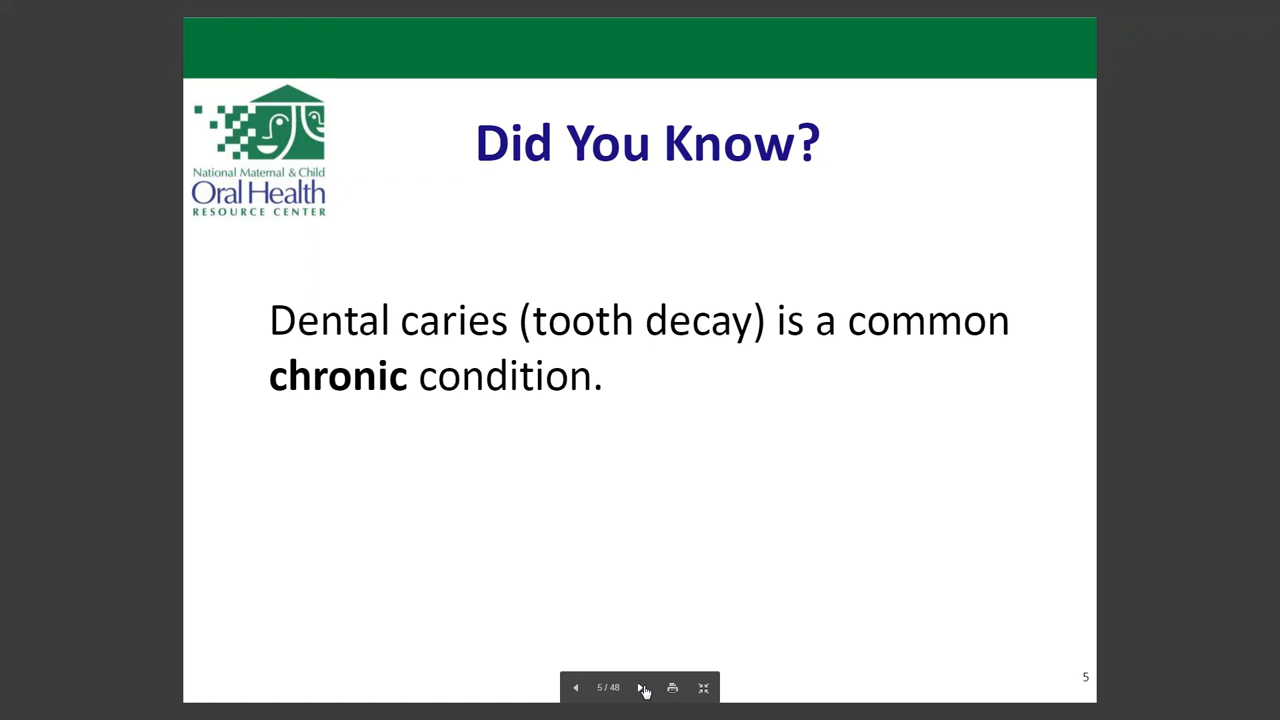 National Maternal & Child
Oral Health
RESOURCE CENTER
Did You Know?
Dental caries (tooth decay) is a common
chronic condition.
5
5 / 48